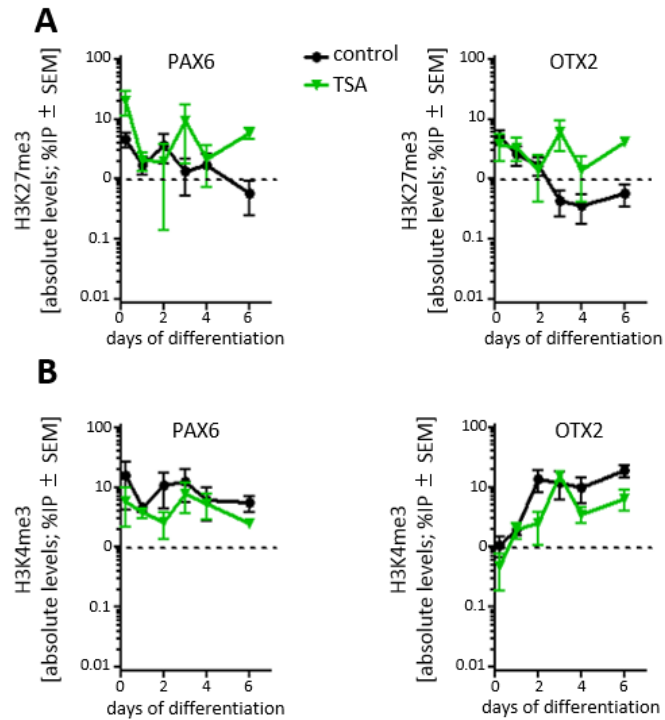 A
PAX6
control
TSA
OTX2
H3K27me3
[absolute levels; %IP ± SEM]
100
10
0
0.1
0.01
0 2 4 6
days of differentiation
H3K27me3
[absolute levels; %IP ± SEM]
100
10
0
0.1
0.01
0 2 4 6
days of differentiation
B
PAX6
OTX2
H3K4me3
[absolute levels; %IP ± SEM]
100
10
0
0.1
0.01
0 2 4 6
days of differentiation
H3K4me3
[absolute levels; %IP ± SEM]
100
10
0
0.1
0.01
0 2 4 6
days of differentiation